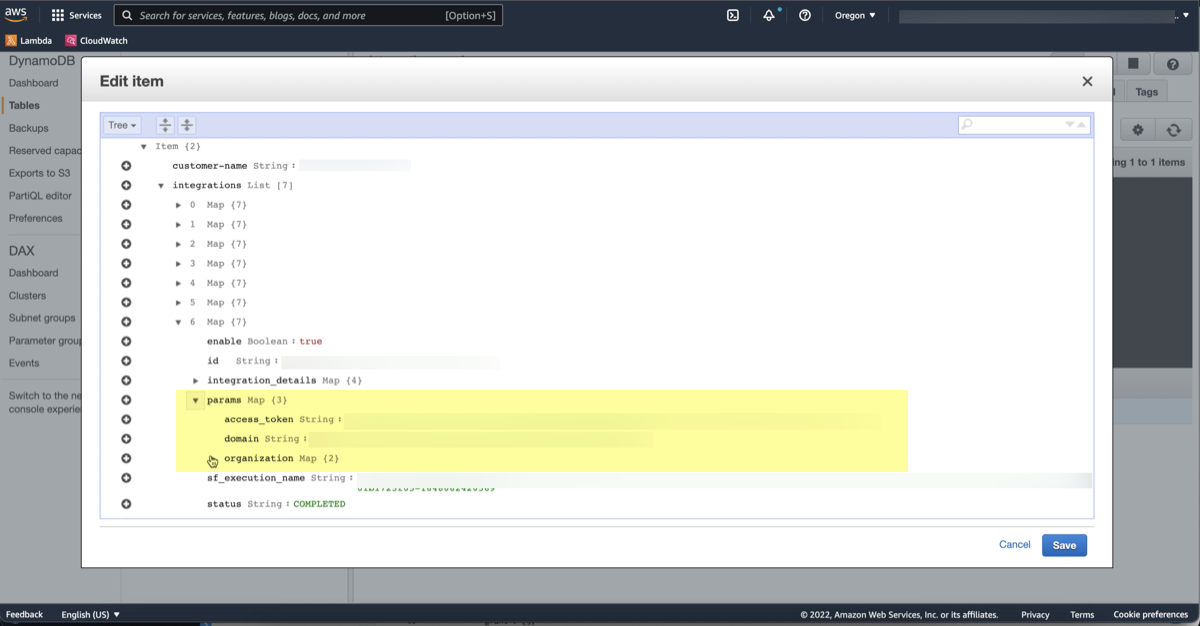 aws Services Search for services, features, blogs, docs, and more [Option+S] Oregon
Lambda CloudWatch
DynamoDB
Dashboard
Tables
Backups
Reserved capac
Exports to S3
PartiQL editor
Preferences
DAX
Dashboard
Clusters
Subnet groups
Parameter group
Events
Switch to the ne
console experie
Edit item
Tree
Item {2}
customer-name String :
integrations List [7]
0 Map {7}
1 Map {7}
2 Map {7}
3 Map {7}
4 Map {7}
5 Map {7}
6 Map {7}
enable Boolean : true
id String :
integration_details Map {4}
params Map {3}
access_token String :
domain String :
organization Map {2}
sf_execution_name String :
status String : COMPLETED
Cancel Save
Tags
ng 1 to 1 items
Feedback English (US) © 2022, Amazon Web Services, Inc. or its affiliates. Privacy Terms Cookie preferences